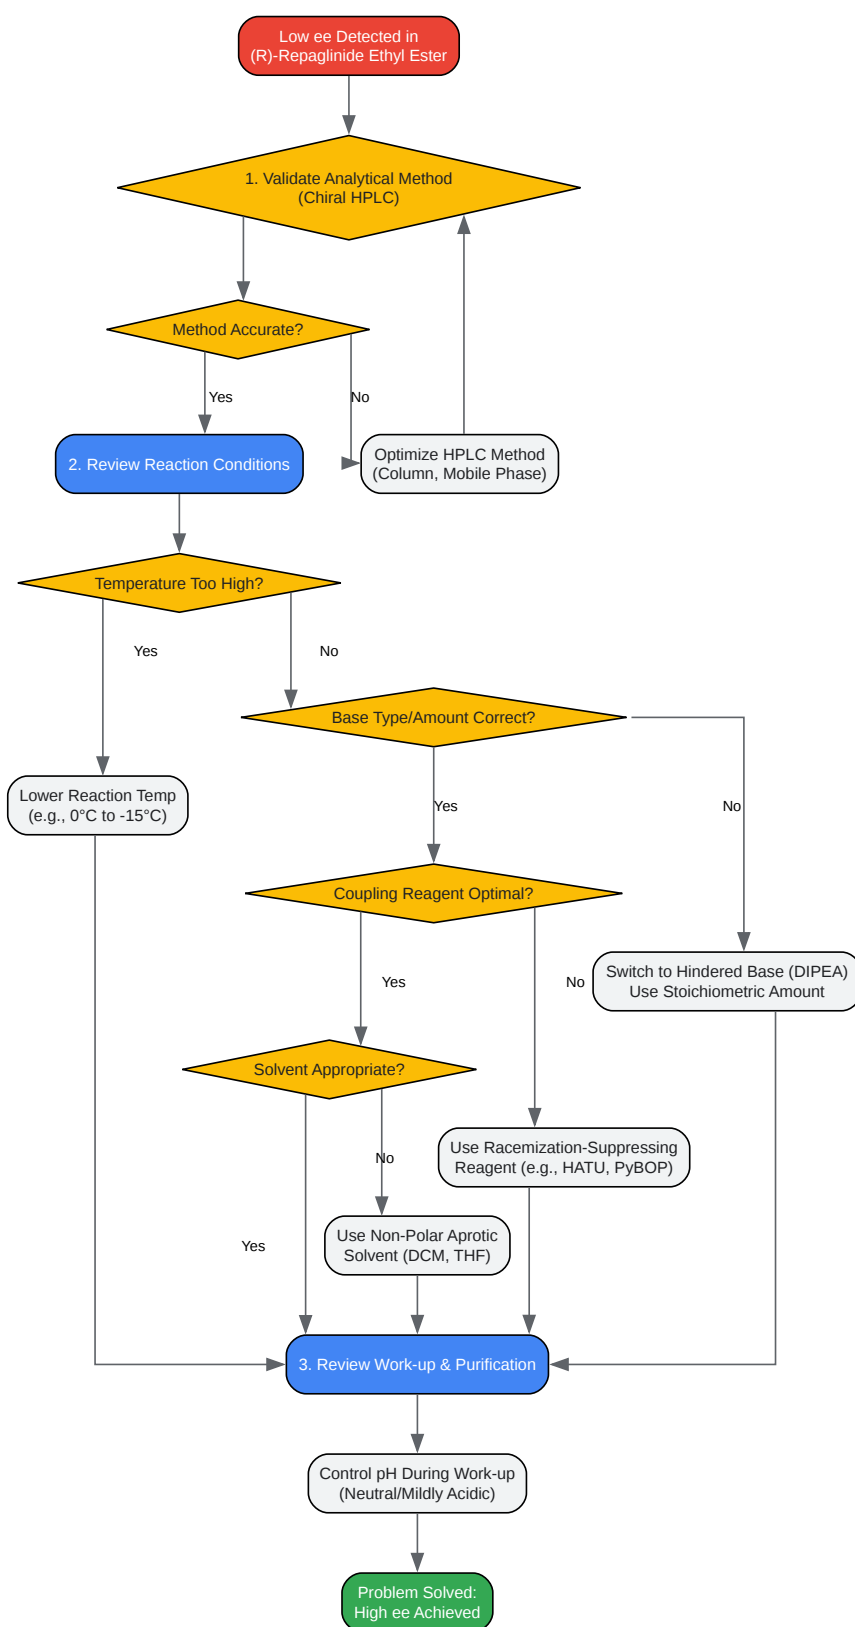 Low ee Detected in
(R)-Repaglinide Ethyl Ester
1. Validate Analytical Method
(Chiral HPLC)
Method Accurate?
Yes
No
2. Review Reaction Conditions
Optimize HPLC Method
(Column, Mobile Phase)
Temperature Too High?
Yes
No
Base Type/Amount Correct?
Lower Reaction Temp
(e.g., 0°C to -15°C)
Yes
No
Coupling Reagent Optimal?
Yes
No
Switch to Hindered Base (DIPEA)
Use Stoichiometric Amount
Solvent Appropriate?
No
Use Racemization-Suppressing
Reagent (e.g., HATU, PyBOP)
Yes
Use Non-Polar Aprotic
Solvent (DCM, THF)
3. Review Work-up & Purification
Control pH During Work-up
(Neutral/Mildly Acidic)
Problem Solved:
High ee Achieved